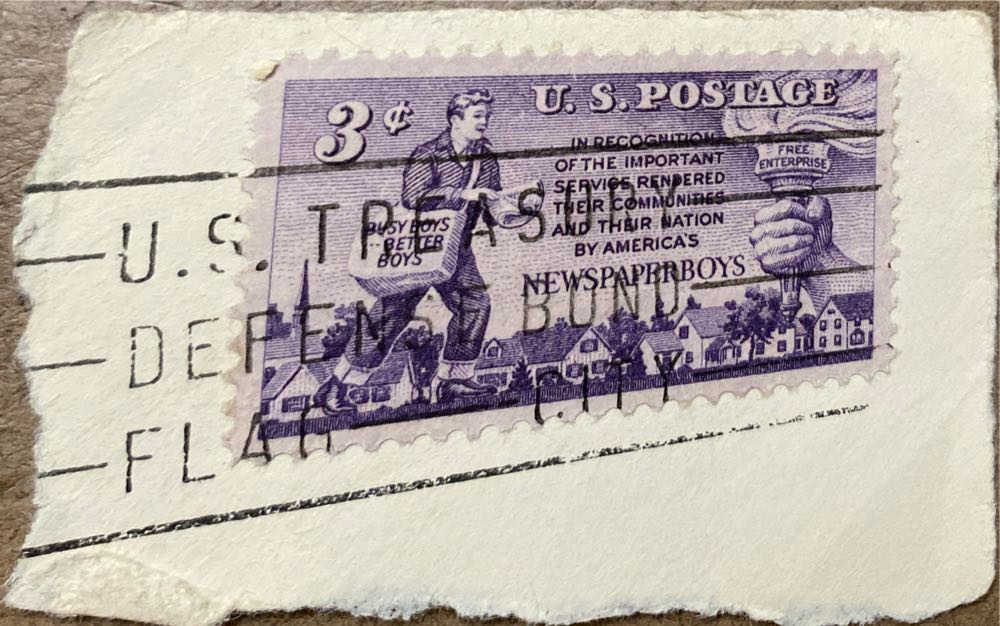 3¢
U. S. POSTAGE
IN RECOGNITION
OF THE IMPORTANT
SERVICE RENDERED
THEIR COMMUNITIES
AND THEIR NATION
BY AMERICA'S
NEWSPAPERBOYS
FREE
ENTERPRISE
BUSY BOYS
-- BETTER
BOYS
U.S. TREASURY
DEFENSE BOND
FLAG CITY